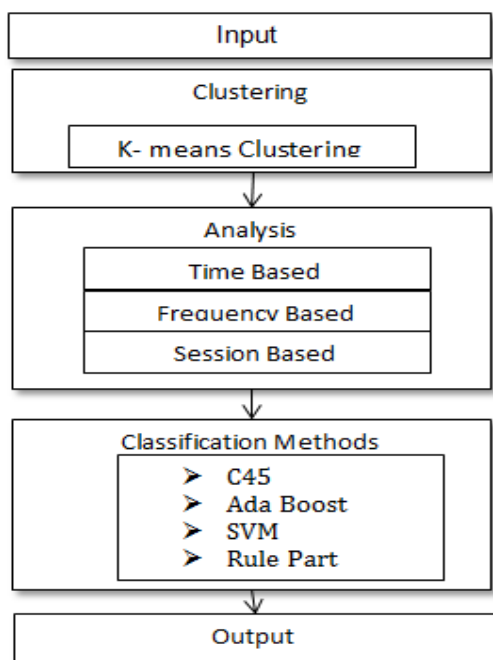 Input
Clustering
K- means Clustering
Analysis
Time Based
Frequency Based
Session Based
Classification Methods
➢ C45
➢ Ada Boost
➢ SVM
➢ Rule Part
Output